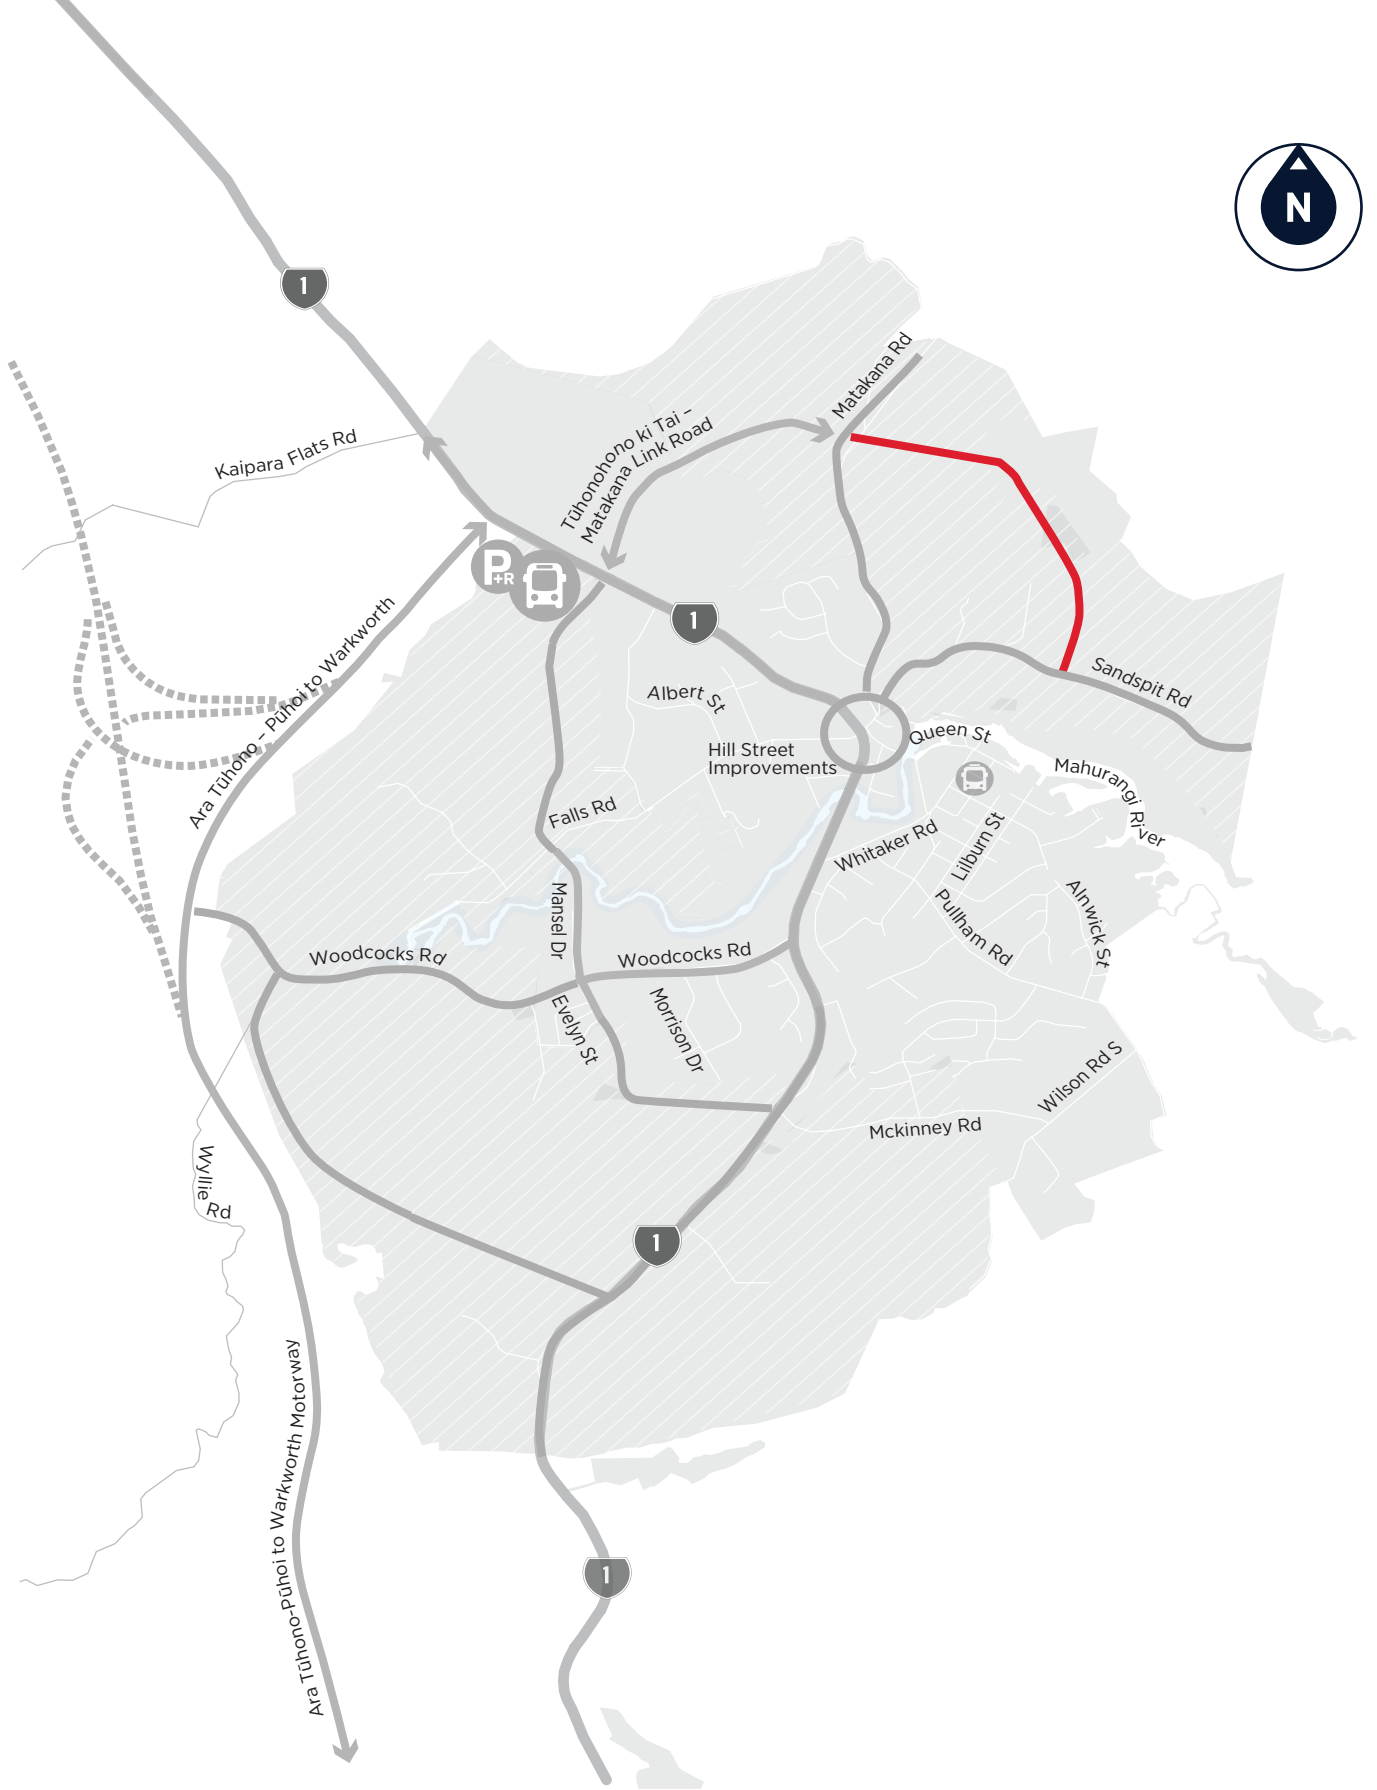 N
1
Matakana Rd
Kaipara Flats Rd
Tūhonohono ki Tai –
Matakana Link Road
P
+R
1
Ara Tūhono – Pūhoi to Warkworth
Sandspit Rd
Albert St
Queen St
Hill Street
Improvements
Mahurangi River
Falls Rd
Whitaker Rd
Lilburn St
Mansel Dr
Pullham Rd
Alnwick St
Woodcocks Rd
Woodcocks Rd
Evelyn St
Morrison Dr
Wilson Rd S
Mckinney Rd
Wyllie Rd
1
Ara Tūhono-Pūhoi to Warkworth Motorway
1